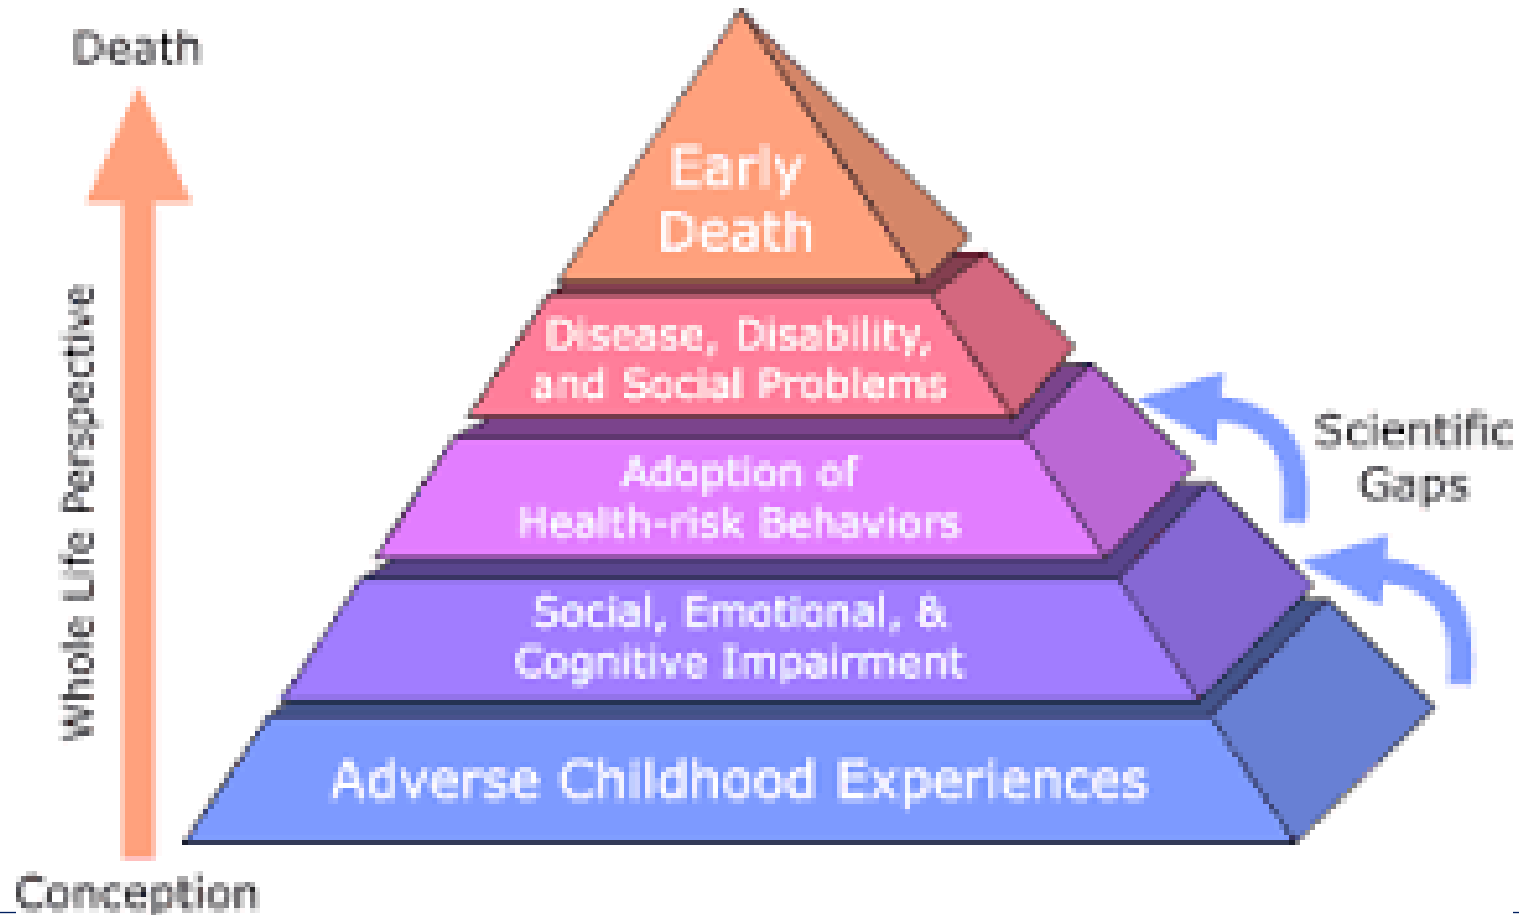 Death
Whole Life Perspective
Conception
Early
Death
Disease, Disability,
and Social Problems
Adoption of
Health-risk Behaviors
Social, Emotional, &
Cognitive Impairment
Adverse Childhood Experiences
Scientific
Gaps